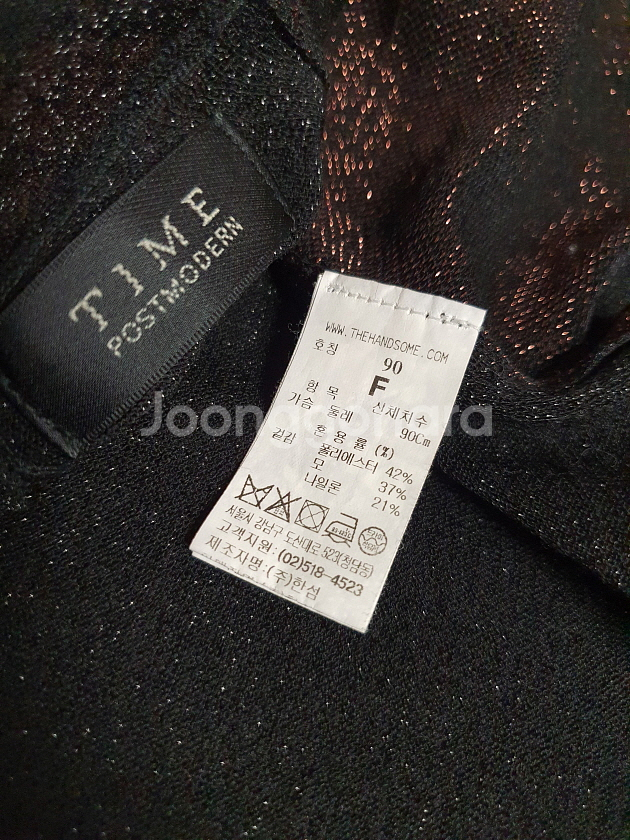 TIME
POSTMODERN
WWW.THEHANDSOME.COM
호칭 90
F
항 목 신체치수
가슴 둘레 90Cm
혼용률(%)
겉감 폴리에스터 42%
모 37%
나일론 21%
서울시 강남구 도산대로 523(청담동)
고객지원:(02)518-4523
제조자명:(주)한섬